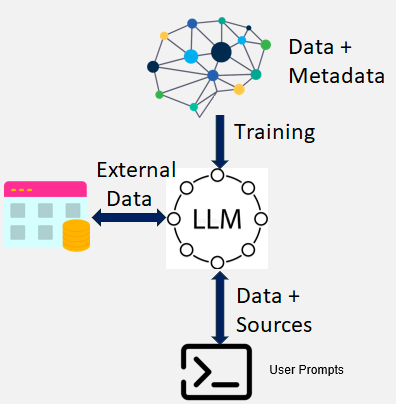 Data +
Metadata
Training
External
Data
LLM
Data +
Sources
User Prompts